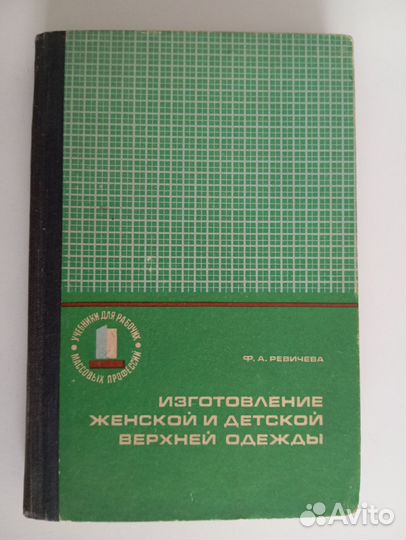 УЧЕБНИКИ ДЛЯ РАБОЧИХ
МАССОВЫХ ПРОФЕССИЙ
Ф. А. РЕВИЧЕВА
ИЗГОТОВЛЕНИЕ
ЖЕНСКОЙ И ДЕТСКОЙ
ВЕРХНЕЙ ОДЕЖДЫ
Avito